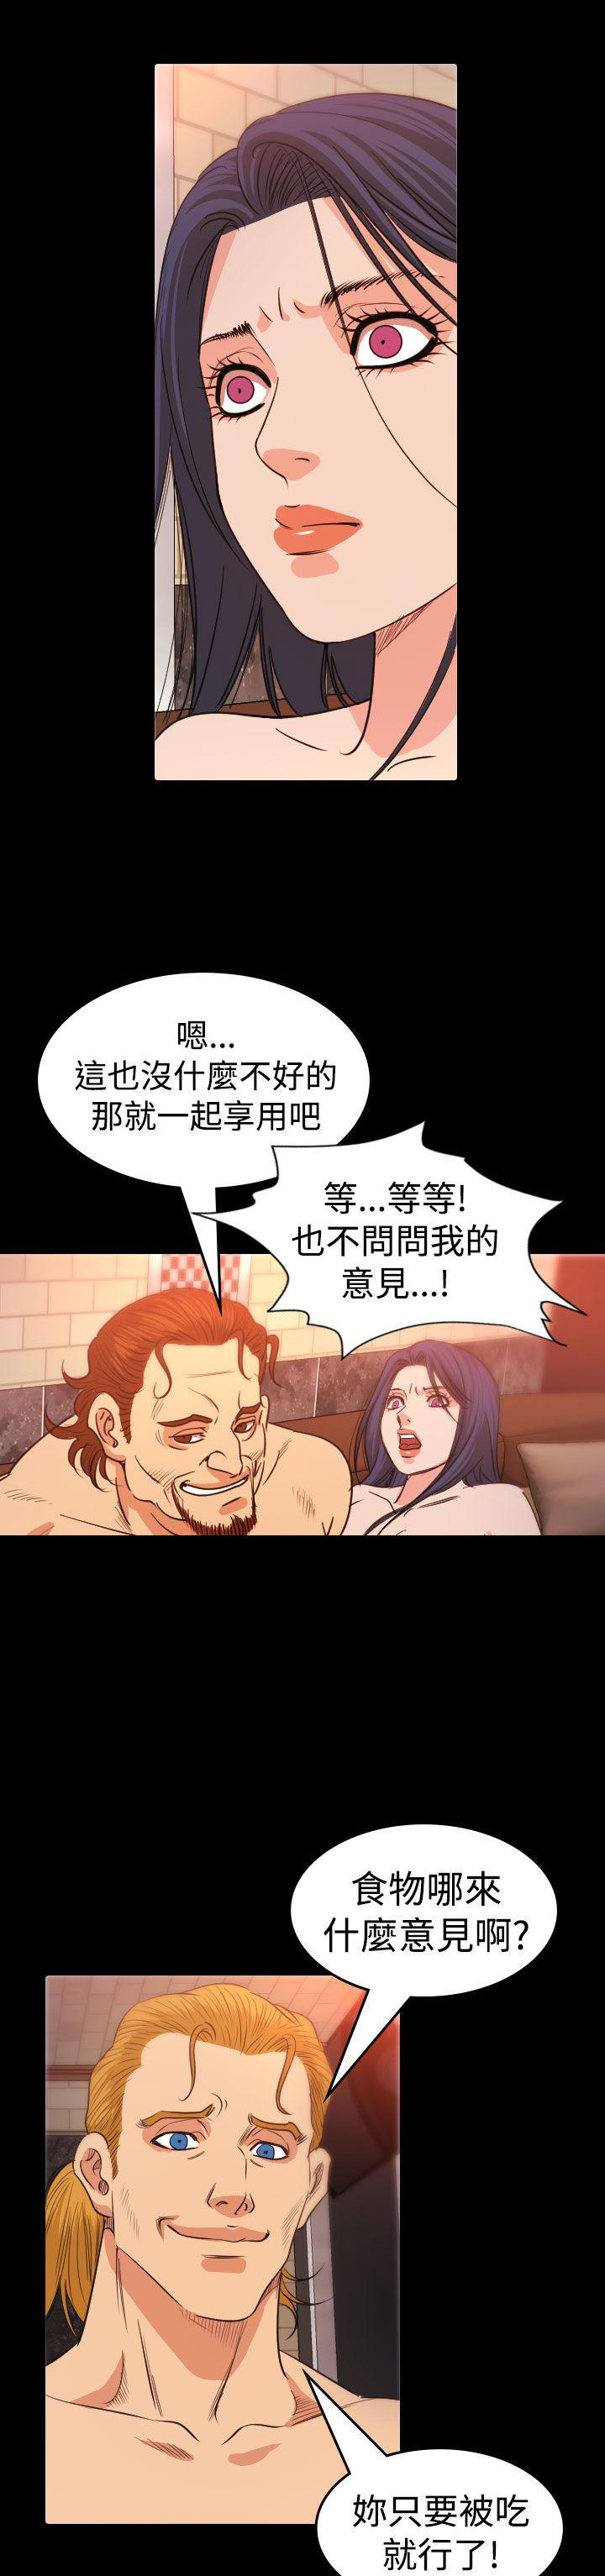 嗯...
這也沒什麼不好的
那就一起享用吧
等...等等!
也不問問我的
意見...!
食物哪來
什麼意見啊?
妳只要被吃
就行了!